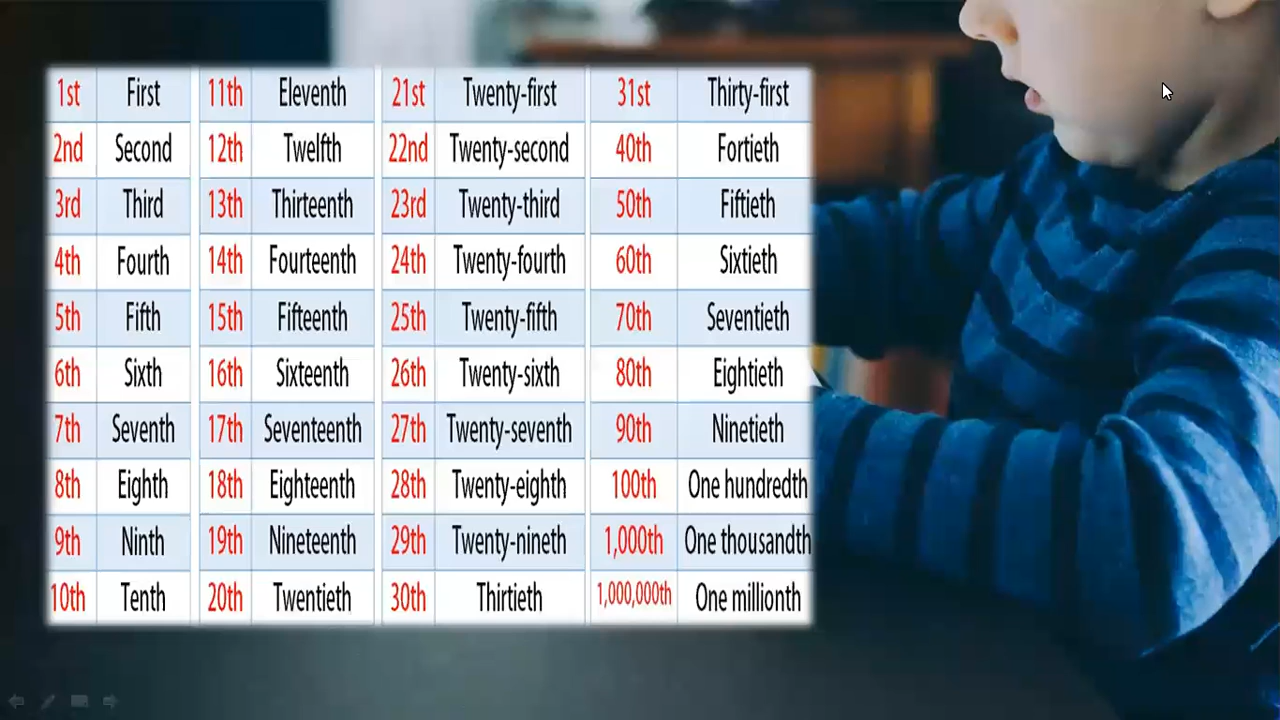 1st First 11th Eleventh 21st Twenty-first 31st Thirty-first
2nd Second 12th Twelfth 22nd Twenty-second 40th Fortieth
3rd Third 13th Thirteenth 23rd Twenty-third 50th Fiftieth
4th Fourth 14th Fourteenth 24th Twenty-fourth 60th Sixtieth
5th Fifth 15th Fifteenth 25th Twenty-fifth 70th Seventieth
6th Sixth 16th Sixteenth 26th Twenty-sixth 80th Eightieth
7th Seventh 17th Seventeenth 27th Twenty-seventh 90th Ninetieth
8th Eighth 18th Eighteenth 28th Twenty-eighth 100th One hundredth
9th Ninth 19th Nineteenth 29th Twenty-nineth 1,000th One thousandth
10th Tenth 20th Twentieth 30th Thirtieth 1,000,000th One millionth